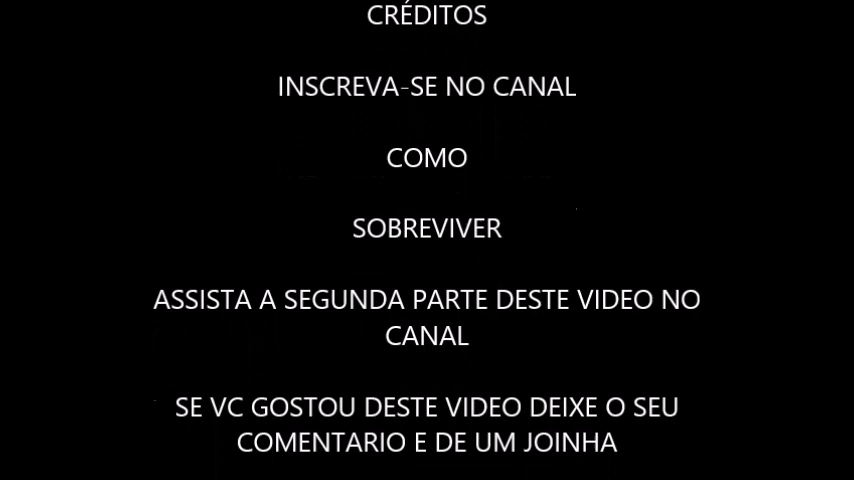 CRÉDITOS
INSCREVA-SE NO CANAL
COMO
SOBREVIVER
ASSISTA A SEGUNDA PARTE DESTE VIDEO NO
CANAL
SE VC GOSTOU DESTE VIDEO DEIXE O SEU
COMENTARIO E DE UM JOINHA